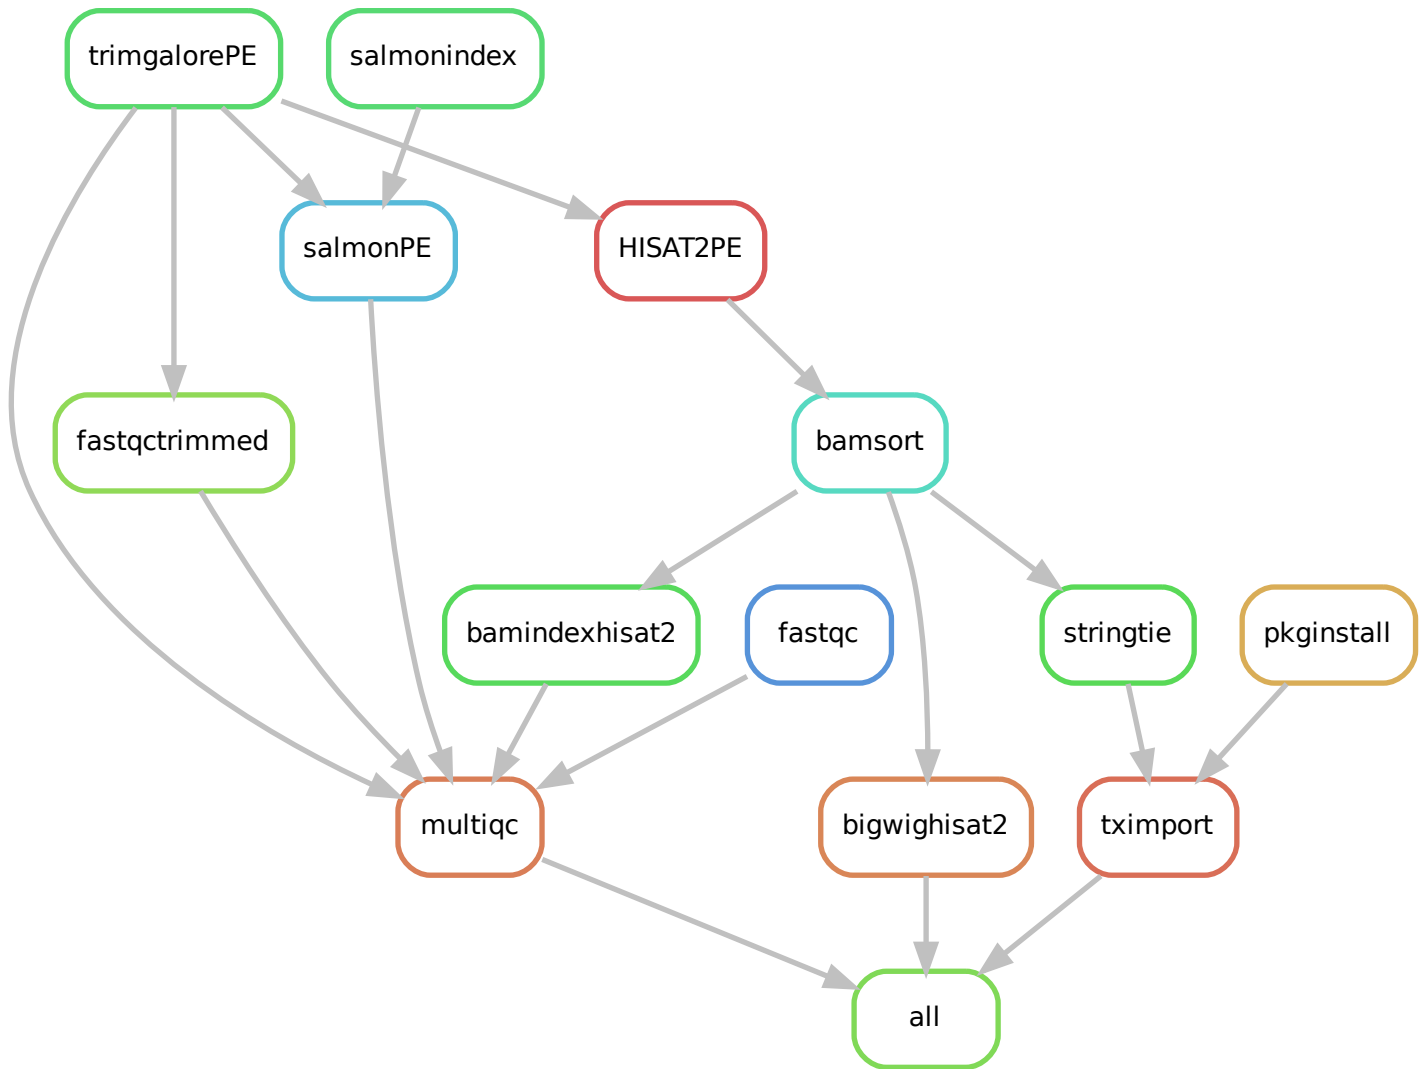 trimgalorePE
salmonindex
salmonPE
HISAT2PE
fastqctrimmed
bamsort
bamindexhisat2
fastqc
stringtie
pkginstall
multiqc
bigwighisat2
tximport
all